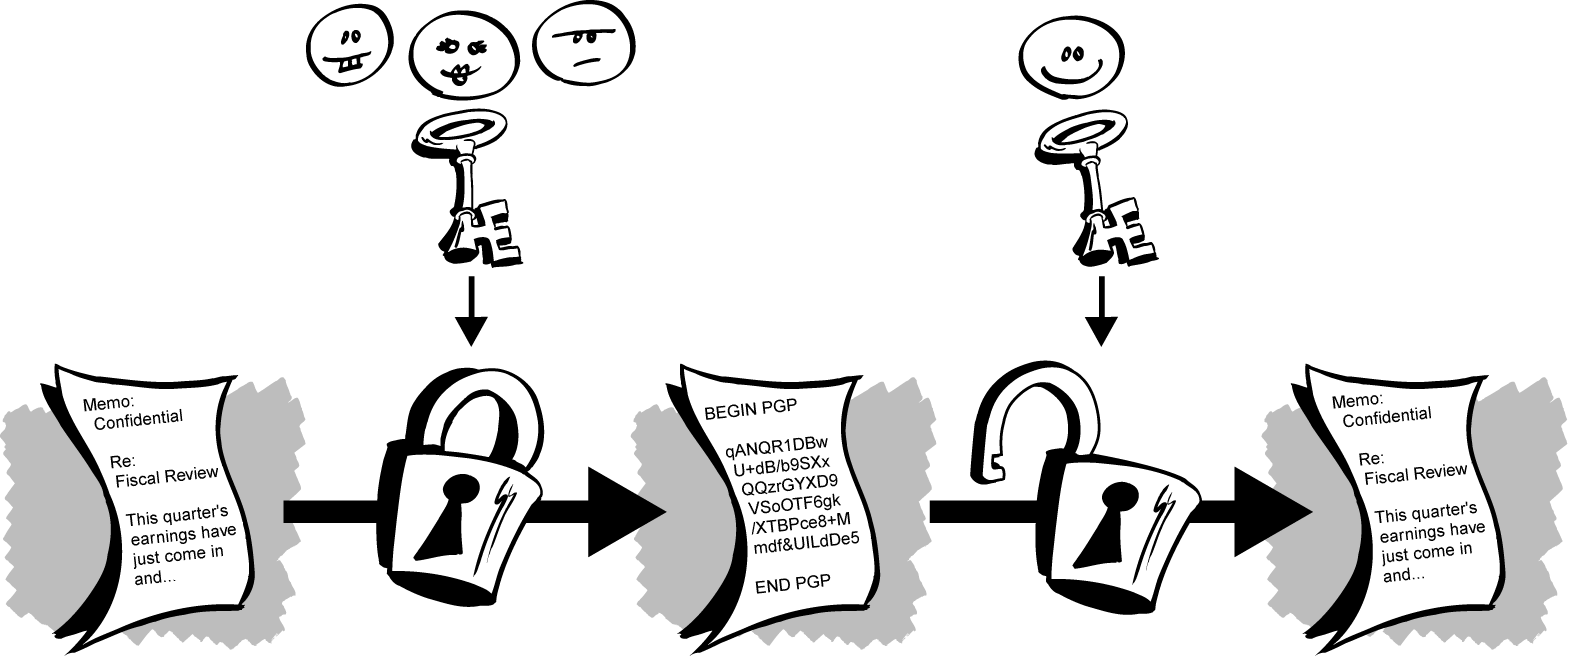 Memo:
Confidential
Re:
Fiscal Review
This quarter's
earnings have
just come in
and...
BEGIN PGP
qANQR1DBw
U+dB/b9SXx
QQzrGYXD9
VSoOTF6gk
/XTBPce8+M
mdf&UILdDe5
END PGP
Memo:
Confidential
Re:
Fiscal Review
This quarter's
earnings have
just come in
and...